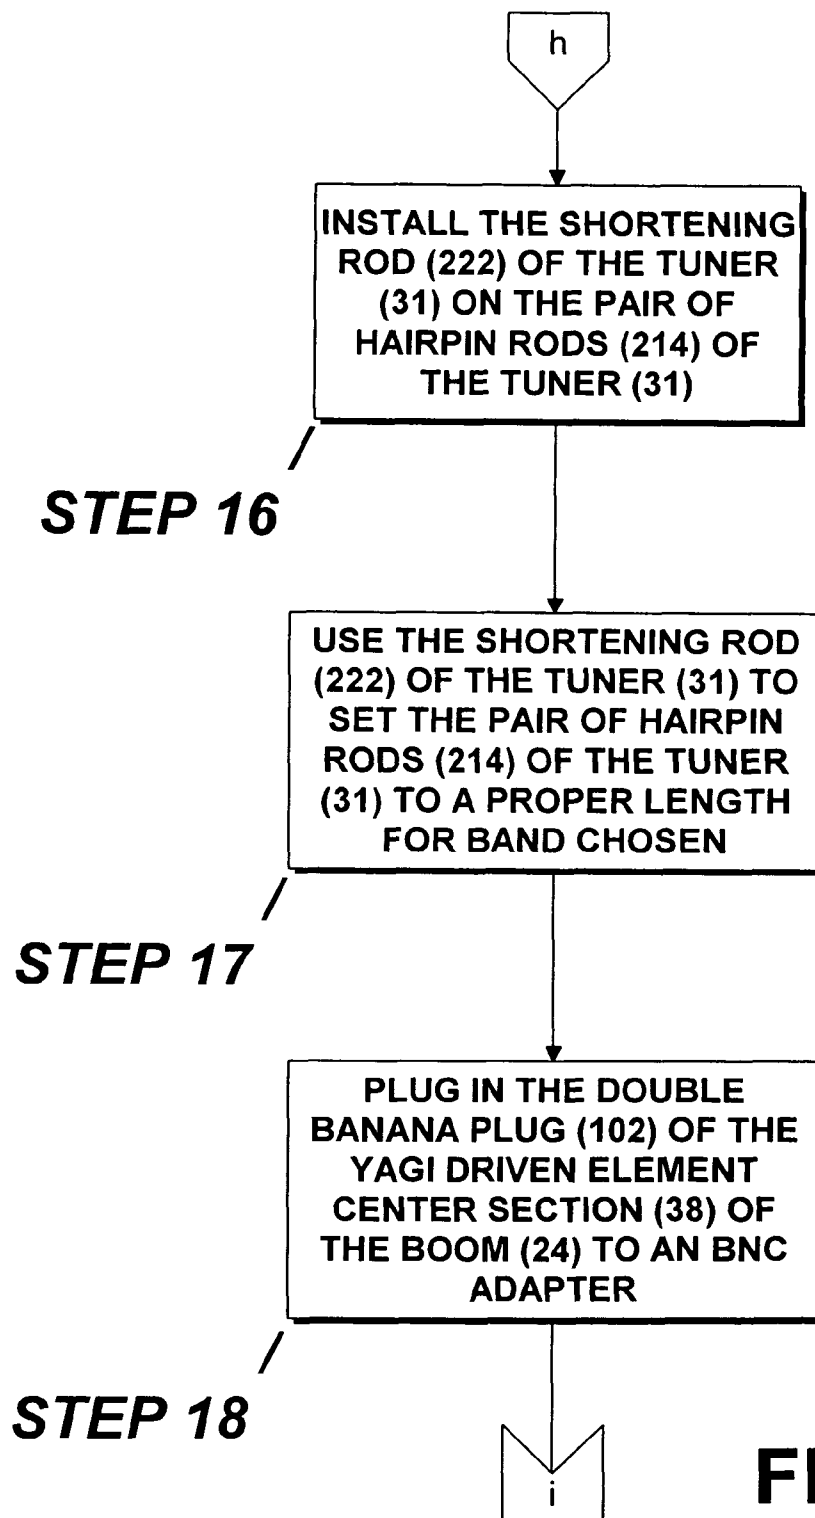 h
INSTALL THE SHORTENING
ROD (222) OF THE TUNER
(31) ON THE PAIR OF
HAIRPIN RODS (214) OF
THE TUNER (31)
STEP 16
USE THE SHORTENING ROD
(222) OF THE TUNER (31) TO
SET THE PAIR OF HAIRPIN
RODS (214) OF THE TUNER
(31) TO A PROPER LENGTH
FOR BAND CHOSEN
STEP 17
PLUG IN THE DOUBLE
BANANA PLUG (102) OF THE
YAGI DRIVEN ELEMENT
CENTER SECTION (38) OF
THE BOOM (24) TO AN BNC
ADAPTER
STEP 18
i